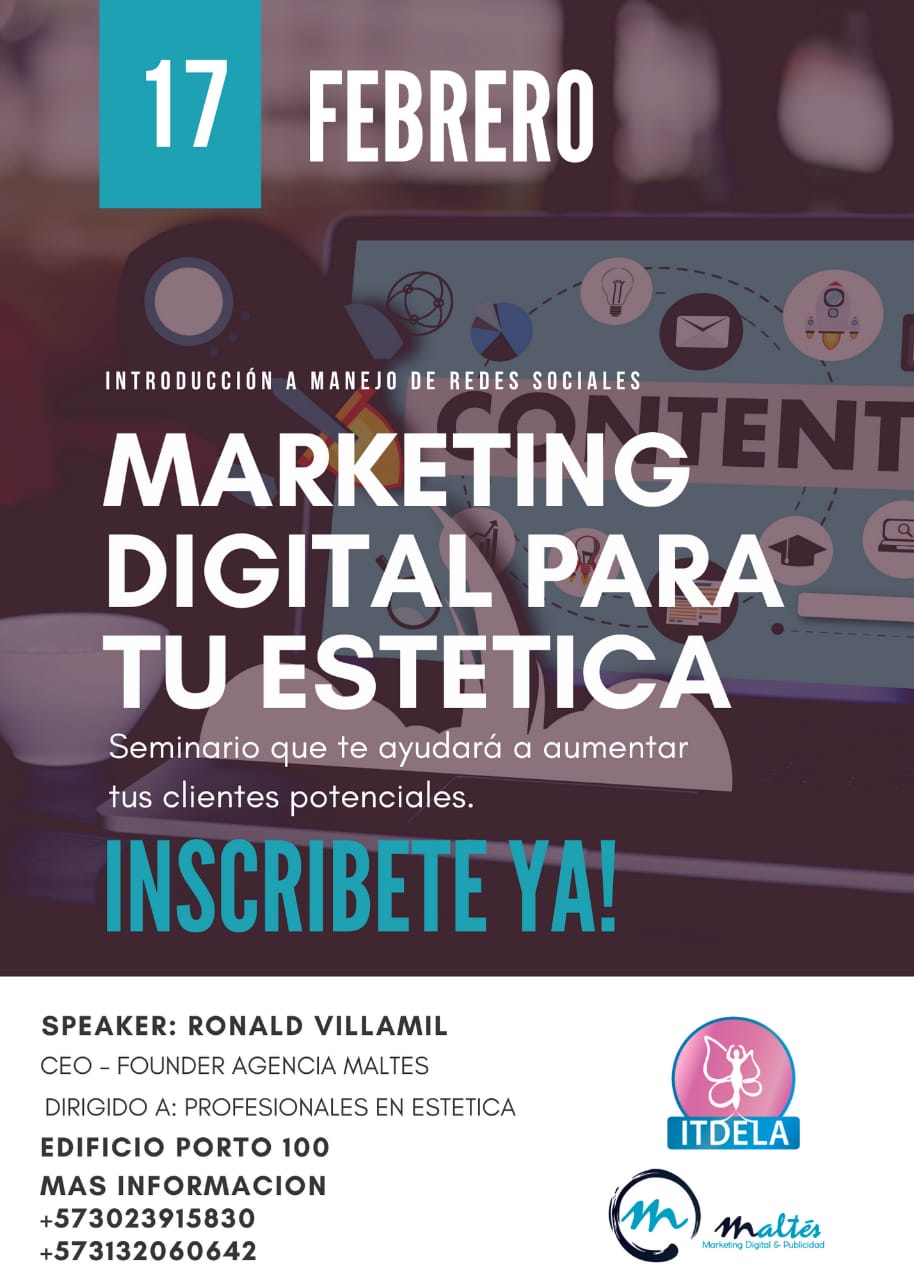 17
FEBRERO
INTRODUCCIÓN A MANEJO DE REDES SOCIALES
CONTENT
MARKETING
DIGITAL PARA
TU ESTETICA
Seminario que te ayudará a aumentar
tus clientes potenciales.
INSCRIBETE YA!
SPEAKER: RONALD VILLAMIL
CEO - FOUNDER AGENCIA MALTES
DIRIGIDO A: PROFESIONALES EN ESTETICA
EDIFICIO PORTO 100
MAS INFORMACION
+573023915830
+573132060642
ITDELA
m
maltés
Marketing Digital & Publicidad